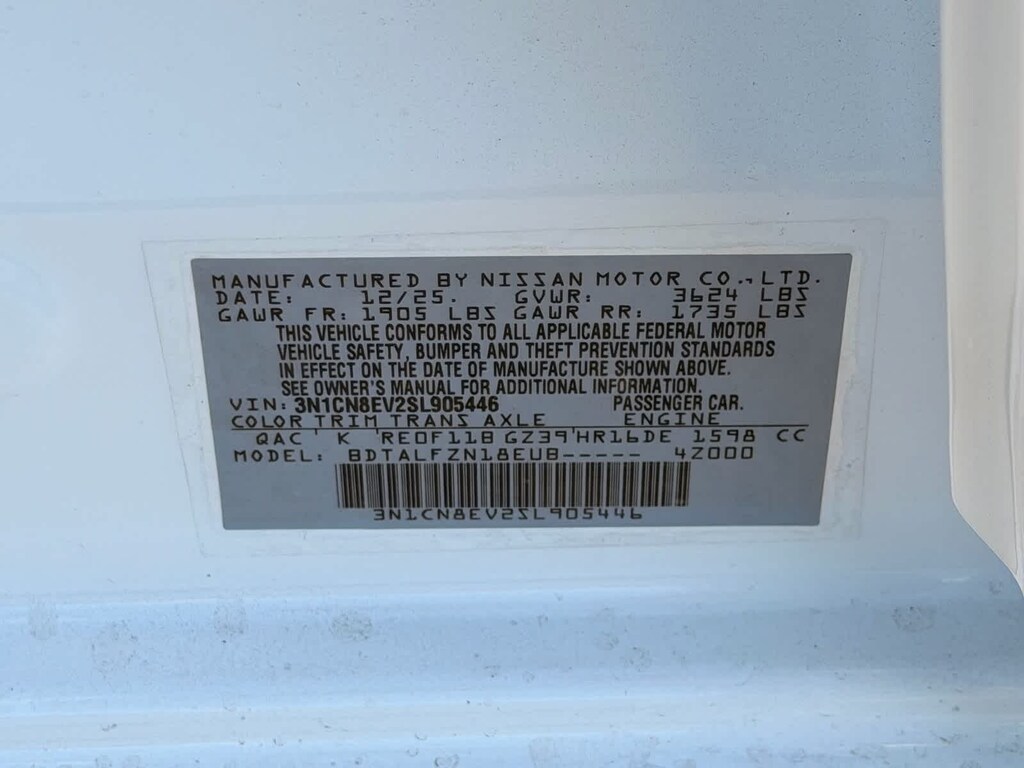 MANUFACTURED BY NISSAN MOTOR CO., LTD.
DATE: 12/25. GVWR: 3624 LBS
GAWR FR: 1905 LBS GAWR RR: 1735 LBS
THIS VEHICLE CONFORMS TO ALL APPLICABLE FEDERAL MOTOR
VEHICLE SAFETY, BUMPER AND THEFT PREVENTION STANDARDS
IN EFFECT ON THE DATE OF MANUFACTURE SHOWN ABOVE.
SEE OWNER'S MANUAL FOR ADDITIONAL INFORMATION.
VIN: 3N1CN8EV2SL905446 PASSENGER CAR.
COLOR TRIM TRANS AXLE ENGINE
QAC K RE0F11B GZ39 HR16DE 1598 CC
MODEL: BDTALFZN18EUB----- 4Z000
3N1CN8EV2SL905446